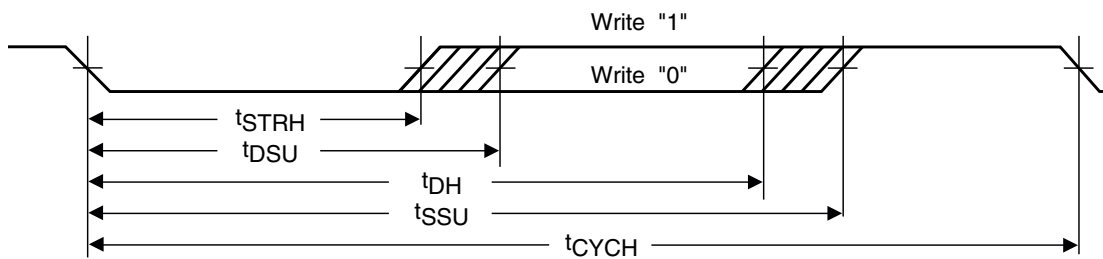 Write "1"
Write "0"
tSTRH
tDSU
tDH
tSSU
tCYCH